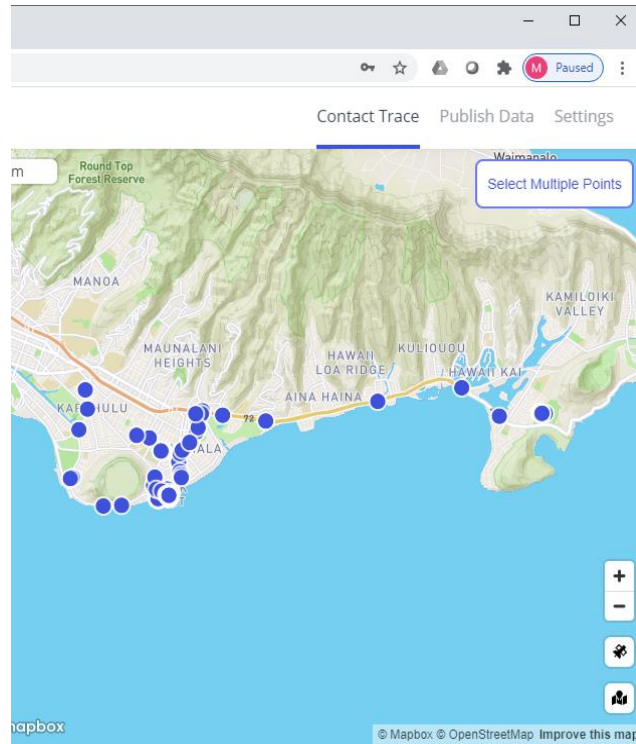 M Paused
Contact Trace Publish Data Settings
m
Round Top
Forest Reserve
Waimanalo
Select Multiple Points
MANOA
KAMILOIKI
VALLEY
MAUNALANI
HEIGHTS
HAWAII
LOA RIDGE
KULIOUOU
HAWAII KAI
AINA HAINA
72
mapbox
© Mapbox © OpenStreetMap Improve this map